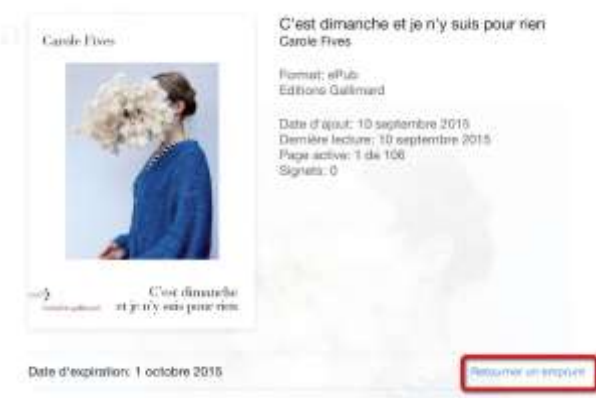 Carole Fives
C'est dimanche
et je n'y suis pour rien
C'est dimanche et je n'y suis pour rien
Carole Fives
Format: ePub
Editions Gallimard
Date d'ajout: 10 septembre 2015
Dernière lecture: 10 septembre 2015
Page active: 1 de 106
Signets: 0
Date d'expiration: 1 octobre 2015
Retourner un emprunt